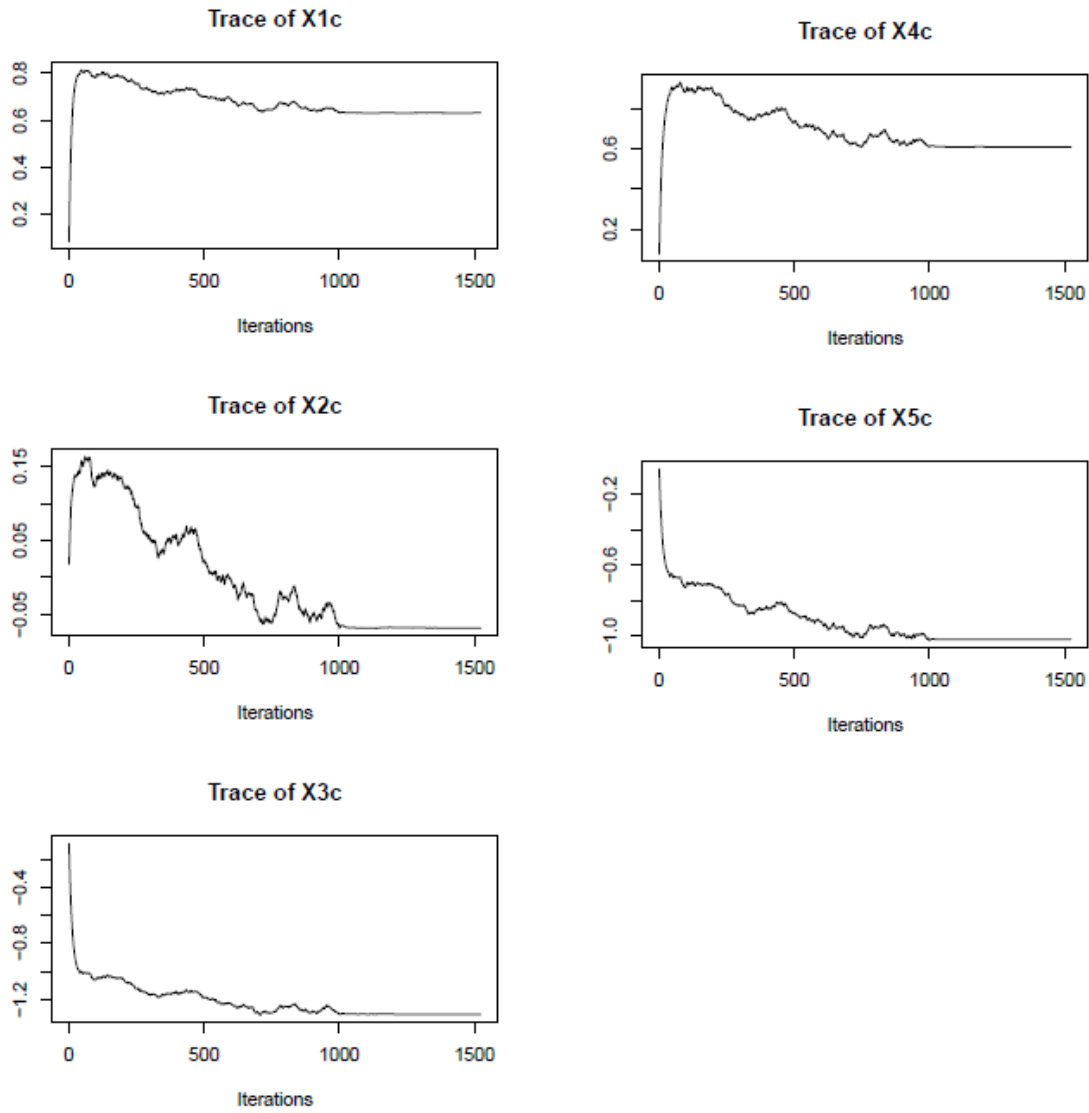 Trace of X1c
0.8
0.6
0.4
0.2
0 500 1000 1500
Iterations
Trace of X2c
0.15
0.05
−0.05
0 500 1000 1500
Iterations
Trace of X3c
−0.4
−0.8
−1.2
0 500 1000 1500
Iterations
Trace of X4c
0.6
0.2
0 500 1000 1500
Iterations
Trace of X5c
−0.2
−0.6
−1.0
0 500 1000 1500
Iterations